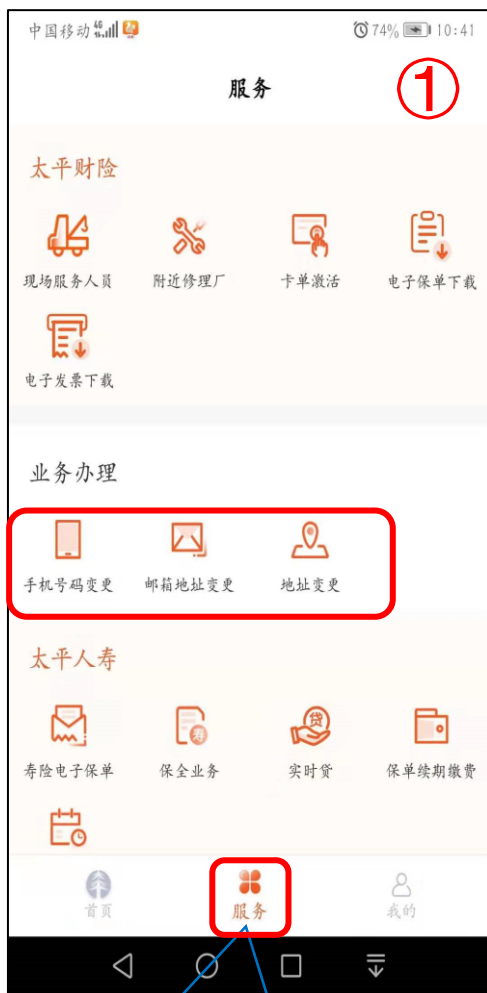 中国移动 46 74% 10:41
服务
①
太平财险
现场服务人员 附近修理厂 卡单激活 电子保单下载
电子发票下载
业务办理
手机号码变更 邮箱地址变更 地址变更
太平人寿
寿 贷
寿险电子保单 保全业务 实时贷 保单续期缴费
首页 服务 我的